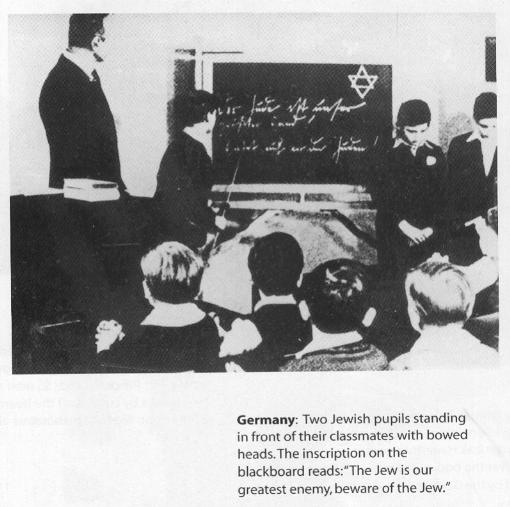 Der Jude ist unser
größter Feind!
Hütet euch vor den Juden!
Germany: Two Jewish pupils standing
in front of their classmates with bowed
heads. The inscription on the
blackboard reads: "The Jew is our
greatest enemy, beware of the Jew."